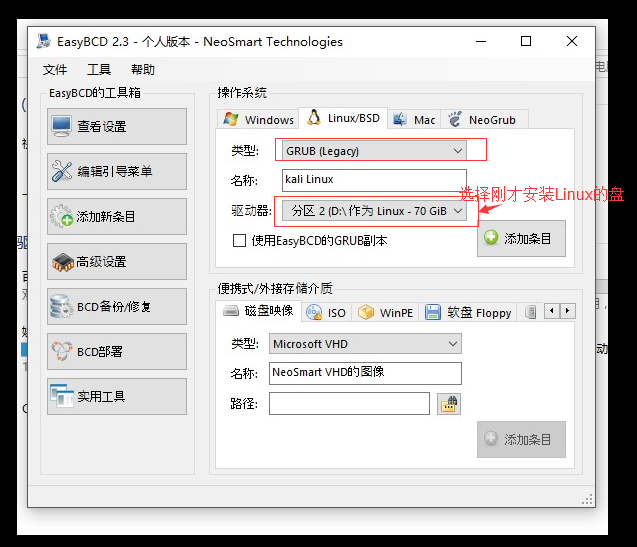 EasyBCD 2.3 - 个人版本 - NeoSmart Technologies
文件 工具 帮助
EasyBCD的工具箱
查看设置
编辑引导菜单
添加新条目
高级设置
BCD备份/修复
BCD部署
实用工具
操作系统
Windows Linux/BSD Mac NeoGrub
类型: GRUB (Legacy)
名称: kali Linux
选择刚才安装Linux的盘
驱动器: 分区 2 (D:\ 作为 Linux - 70 GiB
使用EasyBCD的GRUB副本
添加条目
便携式/外接存储介质
磁盘映像 ISO WinPE 软盘 Floppy
类型: Microsoft VHD
名称: NeoSmart VHD的图像
路径:
添加条目